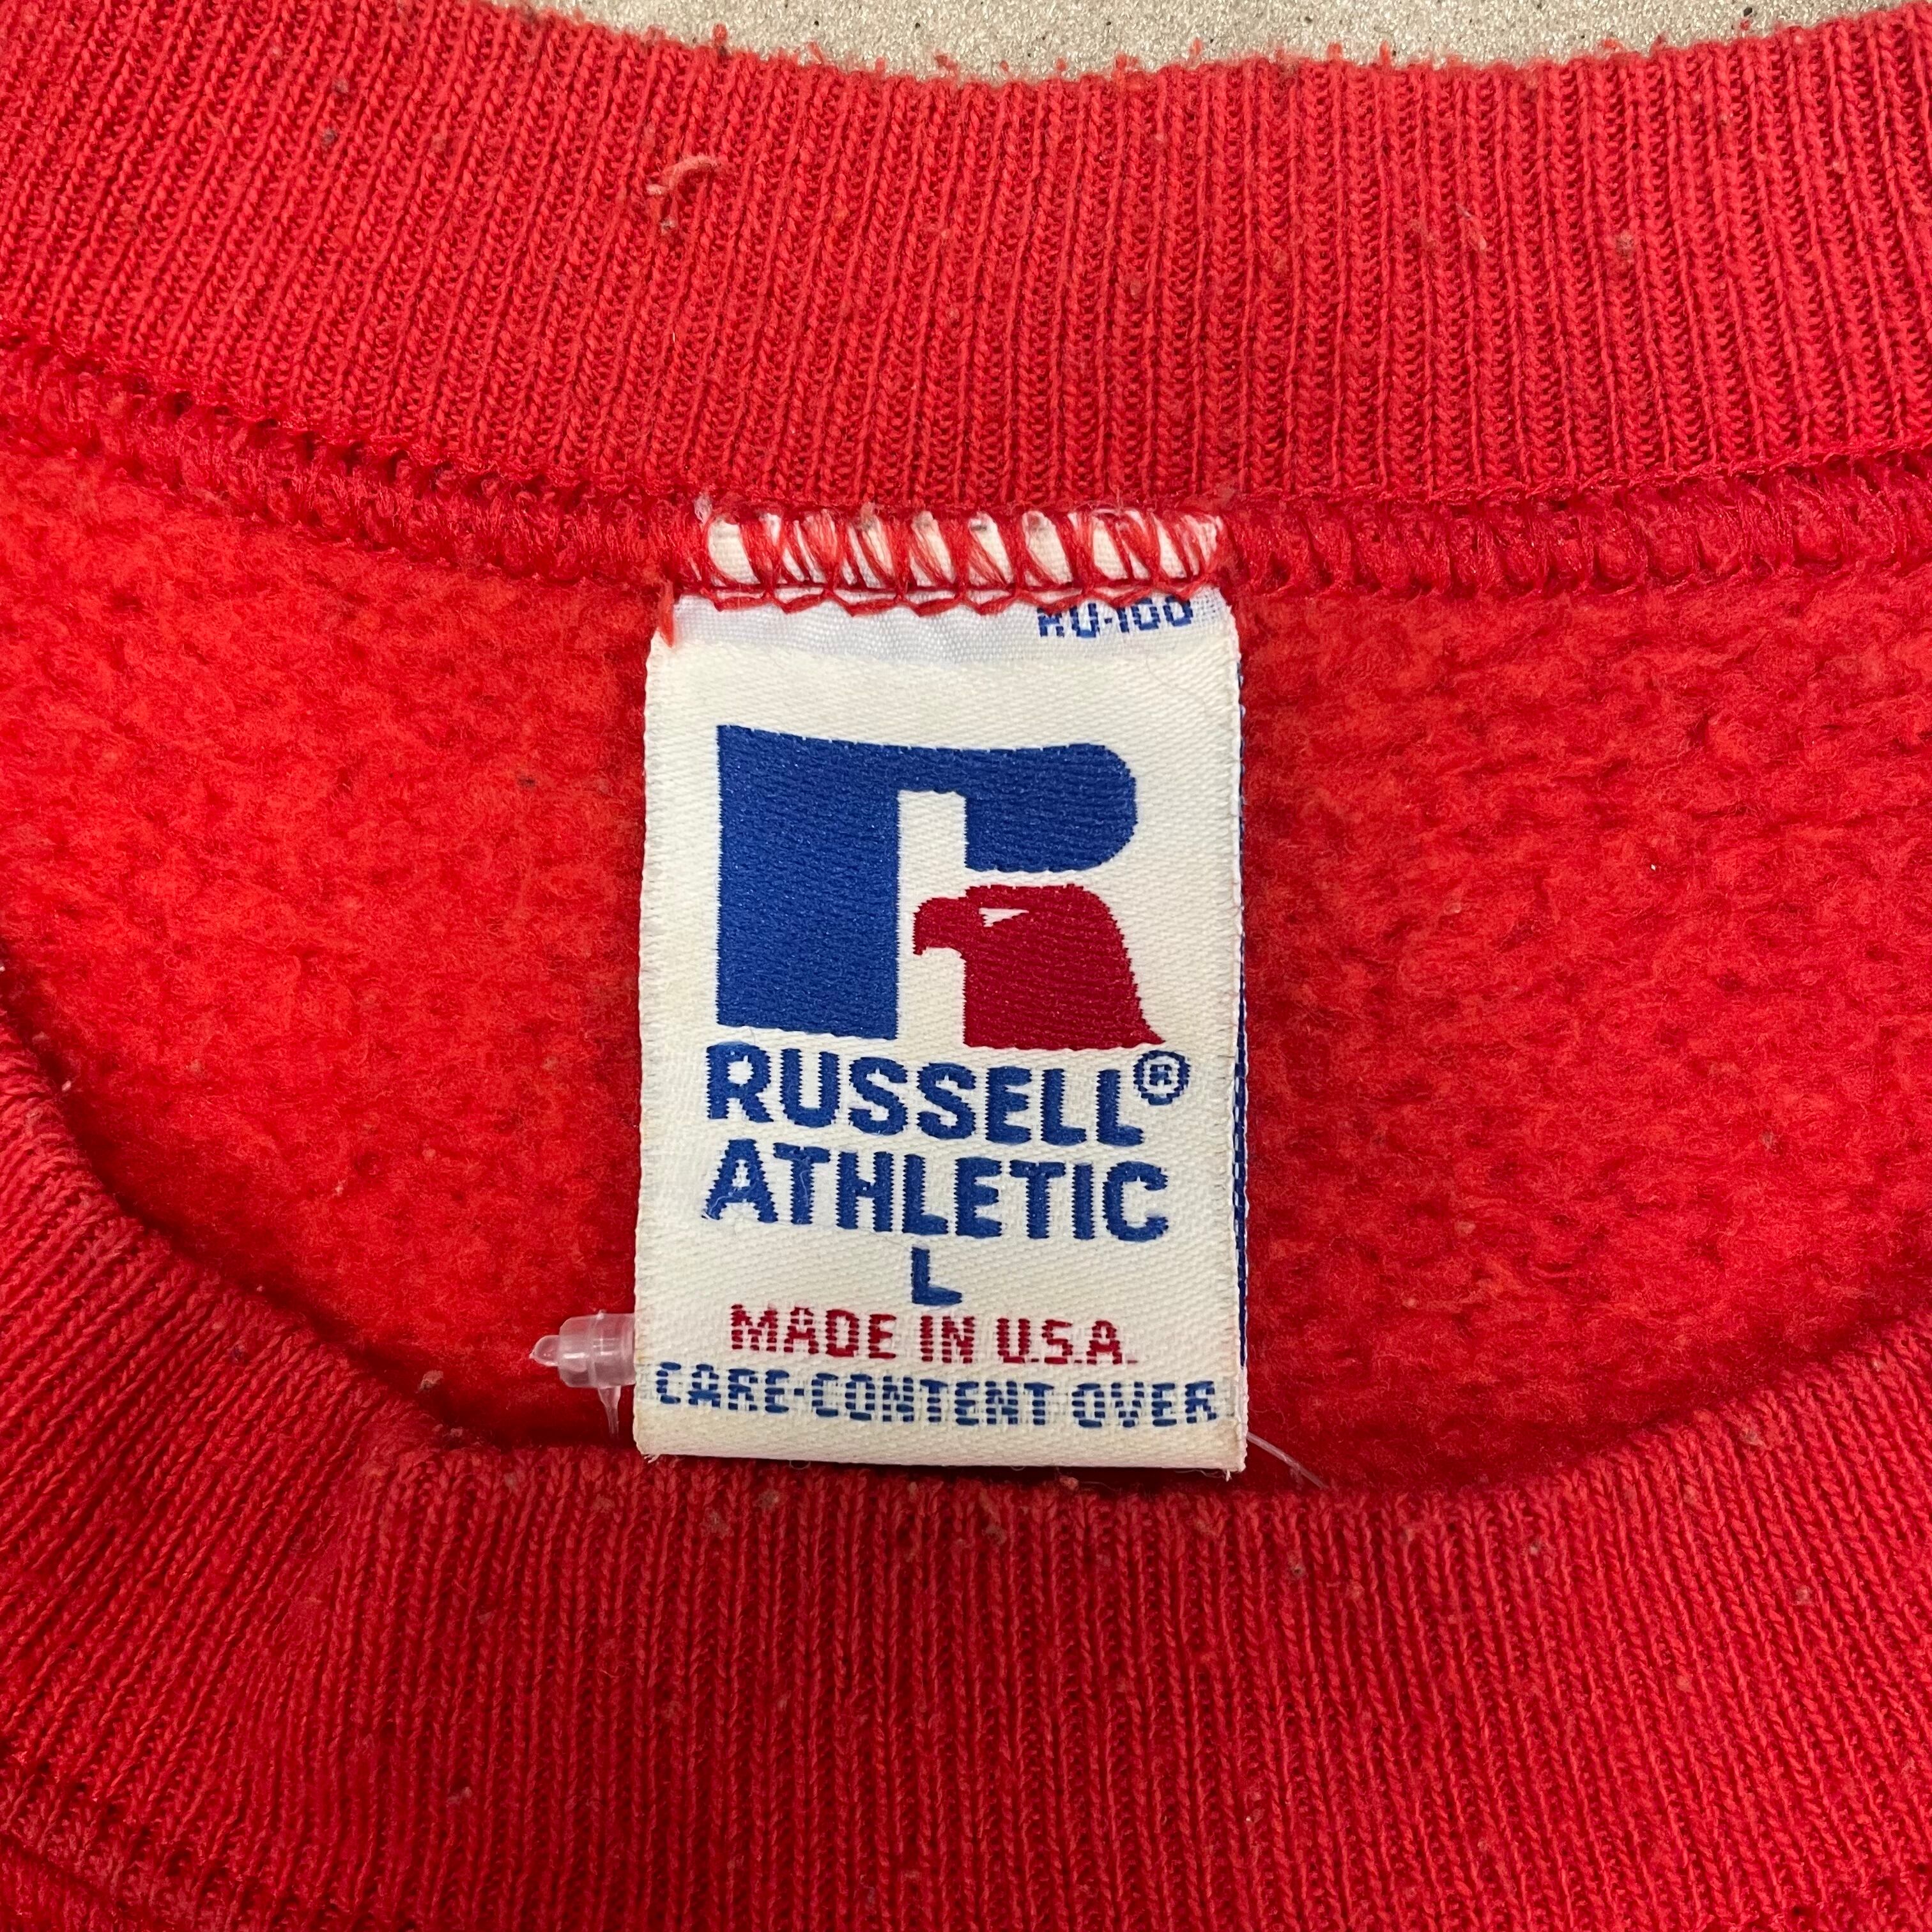 RU-100
RUSSELL®
ATHLETIC
L
MADE IN U.S.A.
CARE-CONTENT OVER